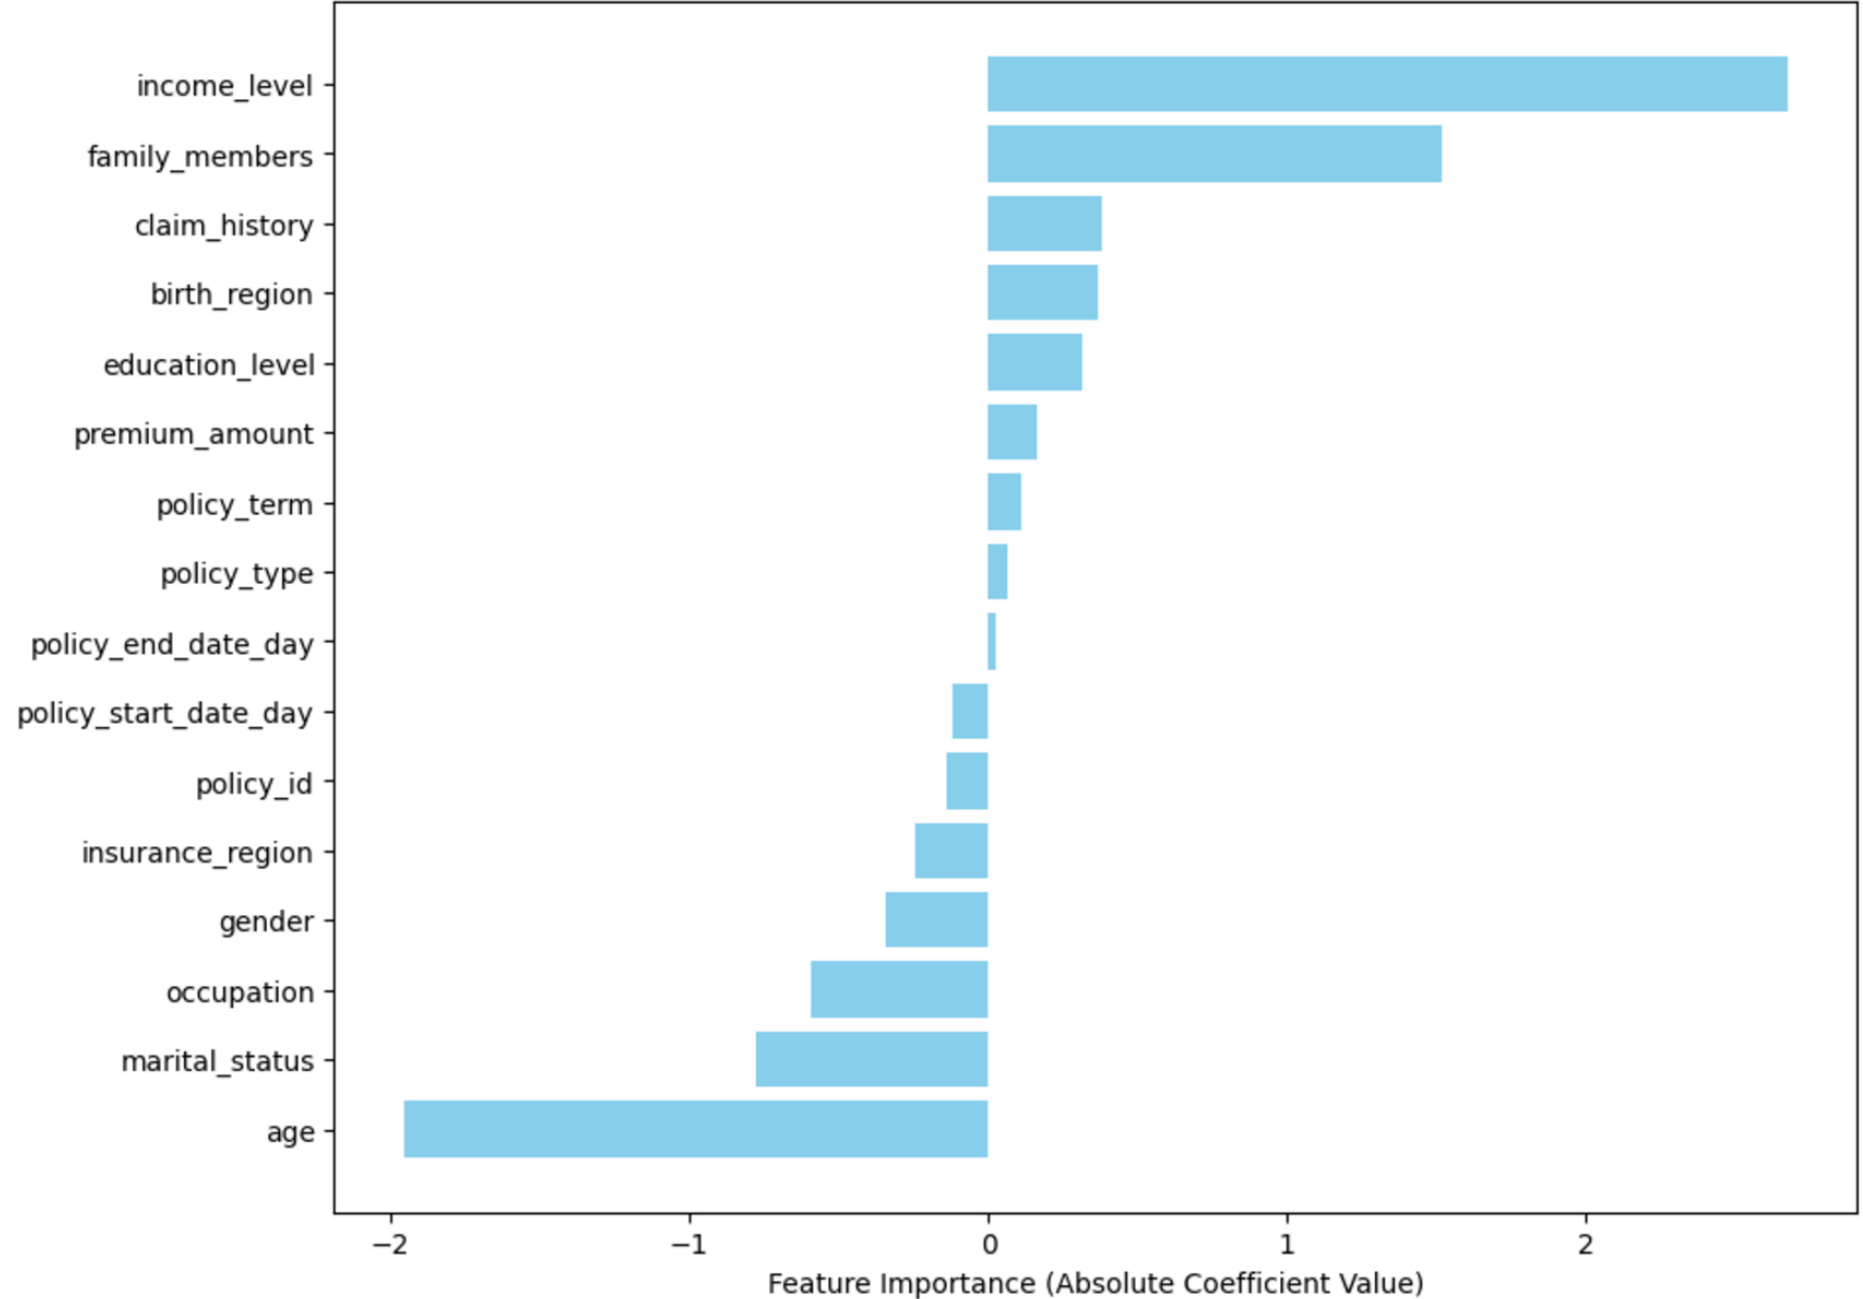 income_level
family_members
claim_history
birth_region
education_level
premium_amount
policy_term
policy_type
policy_end_date_day
policy_start_date_day
policy_id
insurance_region
gender
occupation
marital_status
age
−2 −1 0 1 2
Feature Importance (Absolute Coefficient Value)